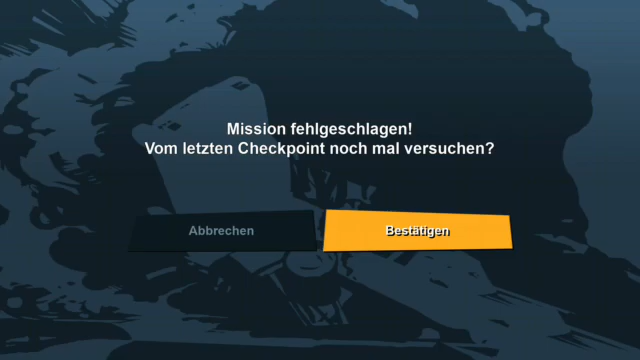 Mission fehlgeschlagen!
Vom letzten Checkpoint noch mal versuchen?
Abbrechen
Bestätigen